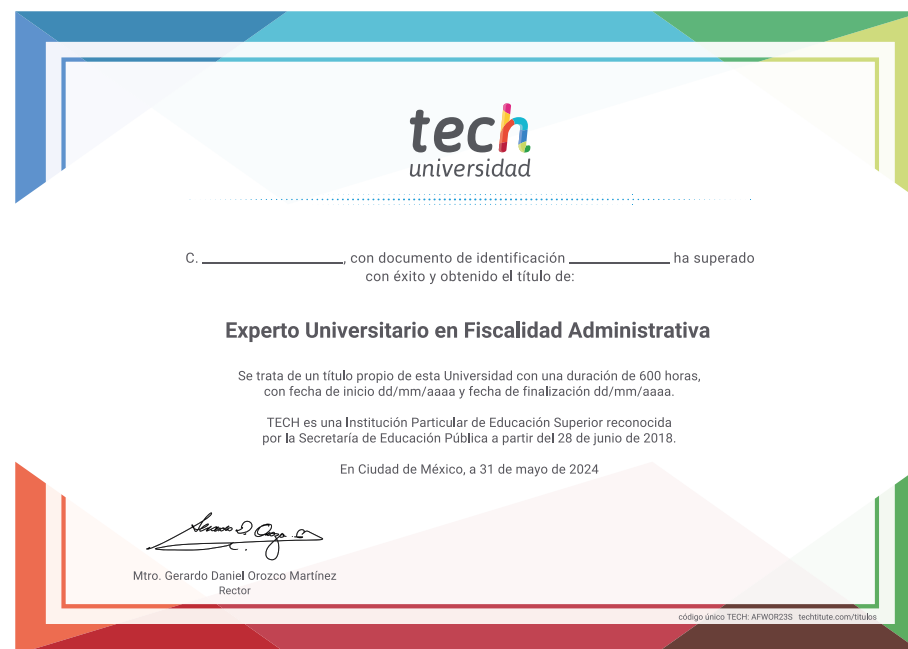 tech
universidad
C. ____________, con documento de identificación ____________ ha superado
con éxito y obtenido el título de:
Experto Universitario en Fiscalidad Administrativa
Se trata de un título propio de esta Universidad con una duración de 600 horas,
con fecha de inicio dd/mm/aaaa y fecha de finalización dd/mm/aaaa.
TECH es una Institución Particular de Educación Superior reconocida
por la Secretaría de Educación Pública a partir del 28 de junio de 2018.
En Ciudad de México, a 31 de mayo de 2024
Mtro. Gerardo Daniel Orozco Martínez
Rector
código único TECH: AFWOR23S techtitute.com/titulos